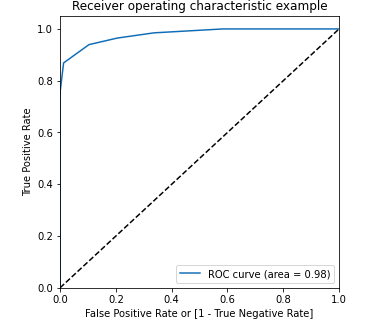 Receiver operating characteristic example
1.0
0.8
0.6
0.4
0.2
0.0
True Positive Rate
ROC curve (area = 0.98)
0.0 0.2 0.4 0.6 0.8 1.0
False Positive Rate or [1 - True Negative Rate]